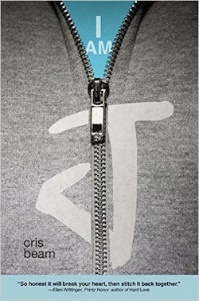 I
AM
J
cris
beam
"So honest it will break your heart, then stitch it back together."
—Ellen Wittlinger, Printz Honor author of Hard Love